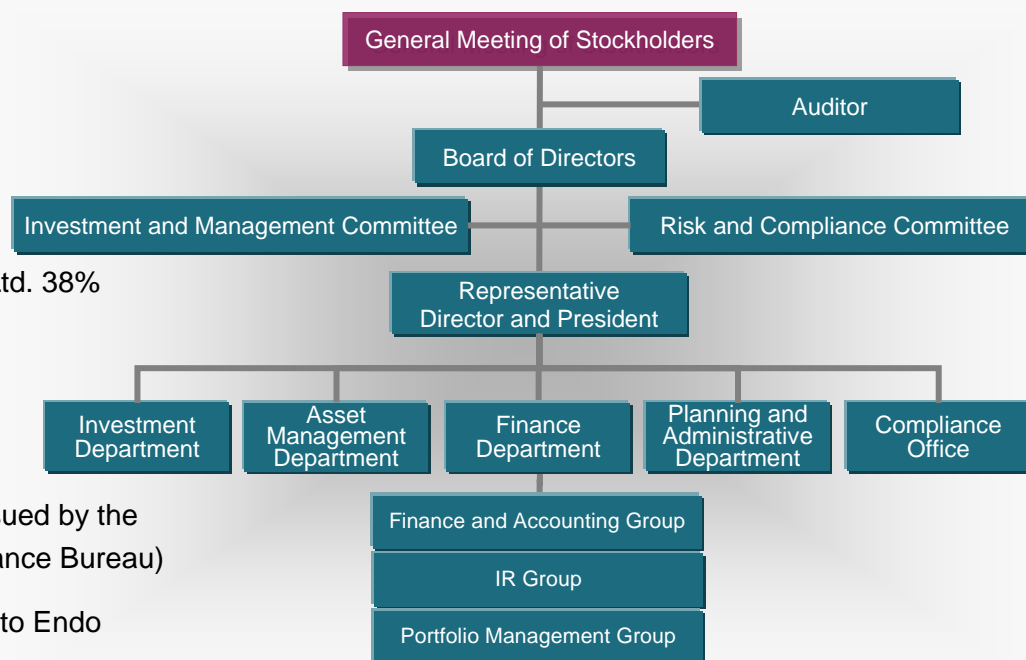 General Meeting of Stockholders
Auditor
Board of Directors
Investment and Management Committee
Risk and Compliance Committee
td. 38%
Representative
Director and President
Investment
Department
Asset
Management
Department
Finance
Department
Planning and
Administrative
Department
Compliance
Office
sued by the
ance Bureau)
to Endo
Finance and Accounting Group
IR Group
Portfolio Management Group